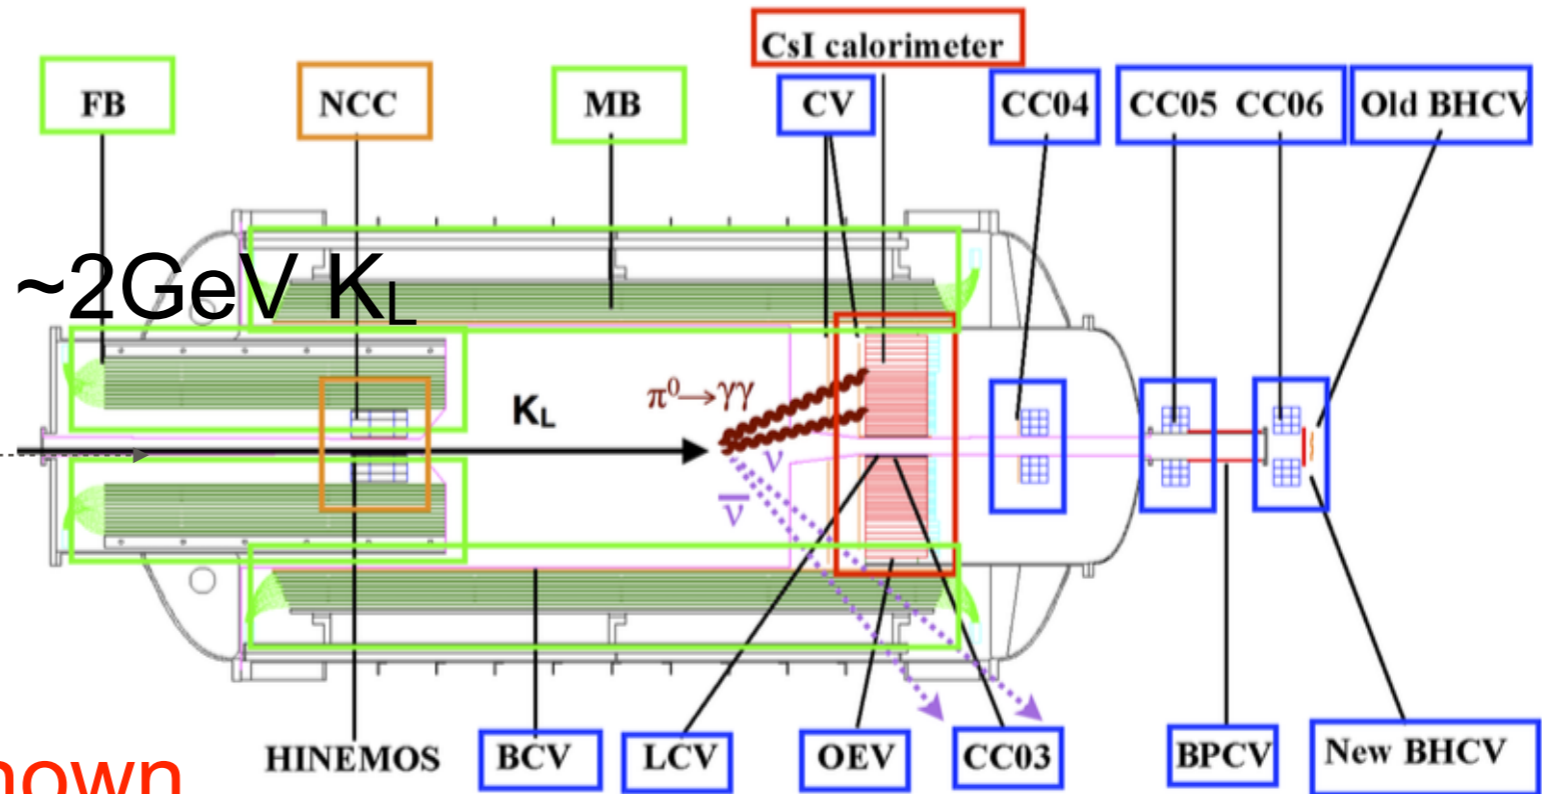 CsI calorimeter
FB NCC MB CV CC04 CC05 CC06 Old BHCV
~2GeV KL
KL
π⁰→γγ
ν
ν̅
HINEMOS BCV LCV OEV CC03 BPCV New BHCV